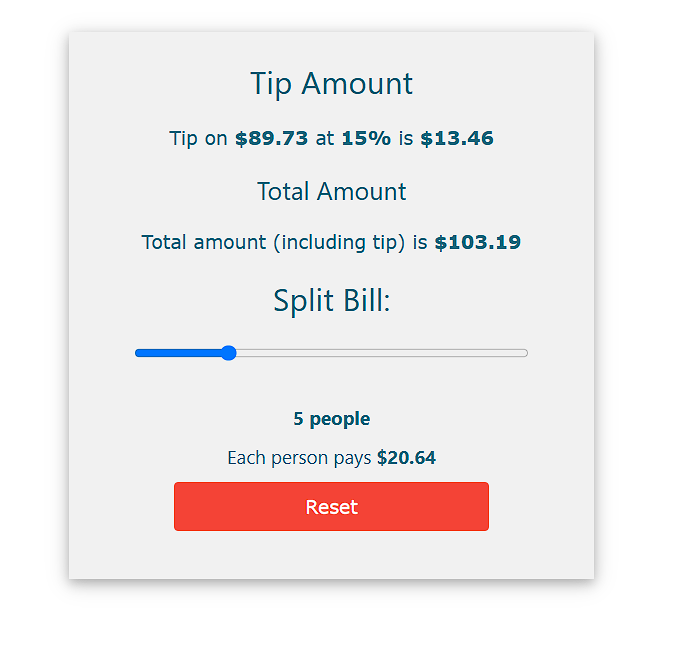 Tip Amount
Tip on $89.73 at 15% is $13.46
Total Amount
Total amount (including tip) is $103.19
Split Bill:
5 people
Each person pays $20.64
Reset